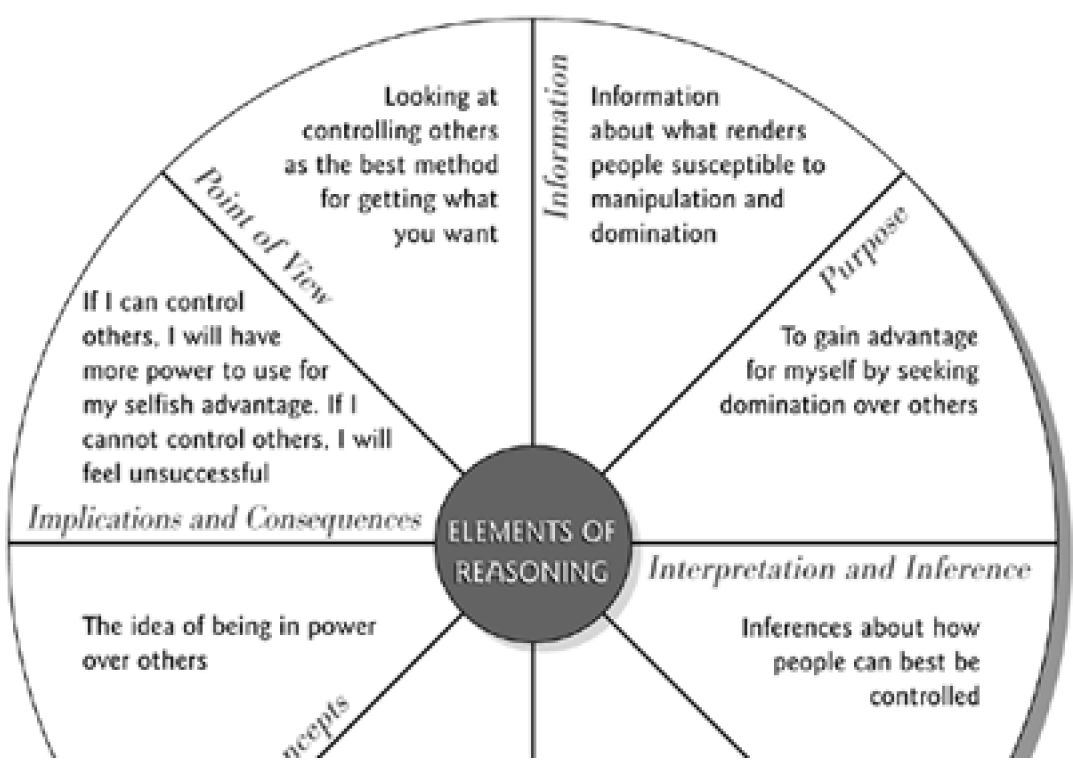 Looking at
controlling others
as the best method
for getting what
you want
Point of View
Information
Information
about what renders
people susceptible to
manipulation and
domination
Purpose
To gain advantage
for myself by seeking
domination over others
If I can control
others, I will have
more power to use for
my selfish advantage. If I
cannot control others, I will
feel unsuccessful
Implications and Consequences
ELEMENTS OF
REASONING
Interpretation and Inference
Inferences about how
people can best be
controlled
The idea of being in power
over others
ncepts